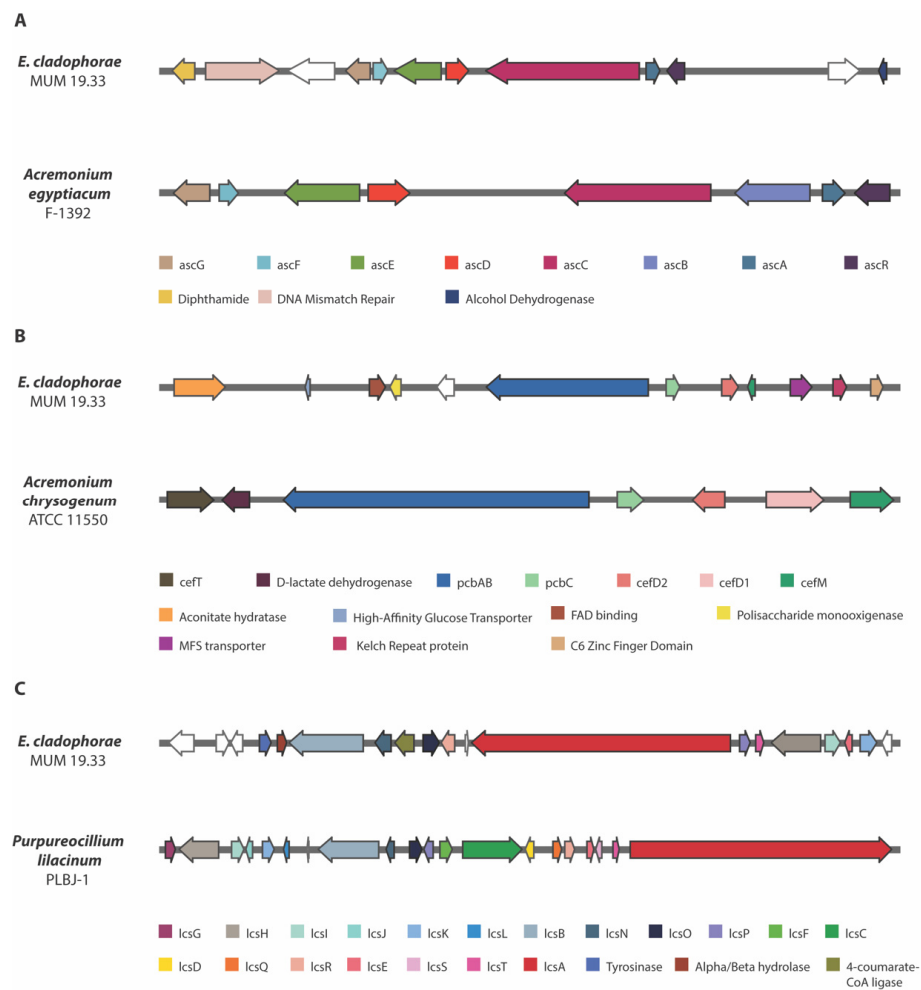 A
E. cladophorae
MUM 19.33
Acremonium
egyptiacum
F-1392
ascG ascF ascE ascD ascC ascB ascA ascR
Diphthamide DNA Mismatch Repair Alcohol Dehydrogenase
B
E. cladophorae
MUM 19.33
Acremonium
chrysogenum
ATCC 11550
cefT D-lactate dehydrogenase pcbAB pcbC cefD2 cefD1 cefM
Aconitate hydratase High-Affinity Glucose Transporter FAD binding Polisaccharide monooxigenase
MFS transporter Kelch Repeat protein C6 Zinc Finger Domain
C
E. cladophorae
MUM 19.33
Purpureocillium
lilacinum
PLBJ-1
lcsG lcsH lcsI lcsJ lcsK lcsL lcsB lcsN lcsO lcsP lcsF lcsC
lcsD lcsQ lcsR lcsE lcsS lcsT lcsA Tyrosinase Alpha/Beta hydrolase 4-coumarate-
CoA ligase